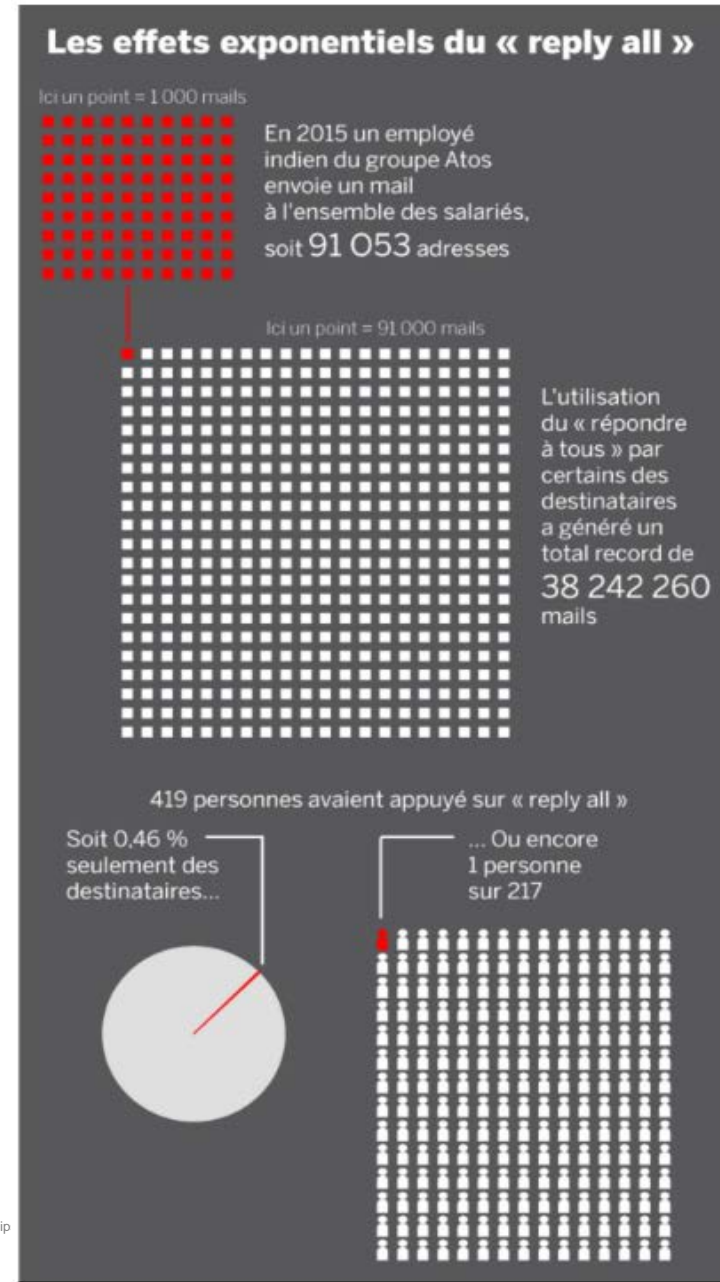 Les effets exponentiels du « reply all »
Ici un point = 1 000 mails
En 2015 un employé
indien du groupe Atos
envoie un mail
à l'ensemble des salariés,
soit 91 053 adresses
Ici un point = 91 000 mails
L'utilisation
du « répondre
à tous » par
certains des
destinataires
a généré un
total record de
38 242 260
mails
419 personnes avaient appuyé sur « reply all »
Soit 0,46 %
seulement des
destinataires...
... Ou encore
1 personne
sur 217
ip